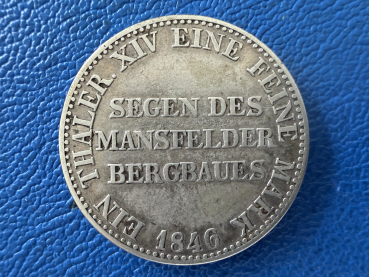 EIN THALER. XIV EINE FEINE MARK
SEGEN DES
MANSFELDER
BERGBAUES
1846